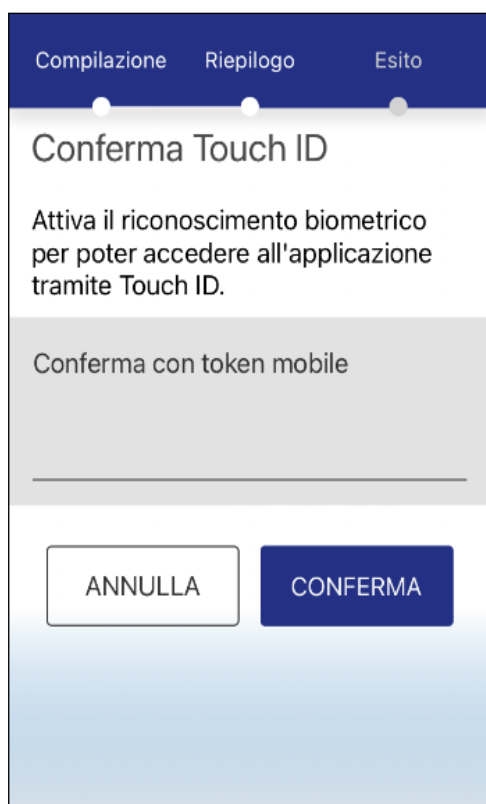 Compilazione Riepilogo Esito
Conferma Touch ID
Attiva il riconoscimento biometrico
per poter accedere all'applicazione
tramite Touch ID.
Conferma con token mobile
ANNULLA CONFERMA